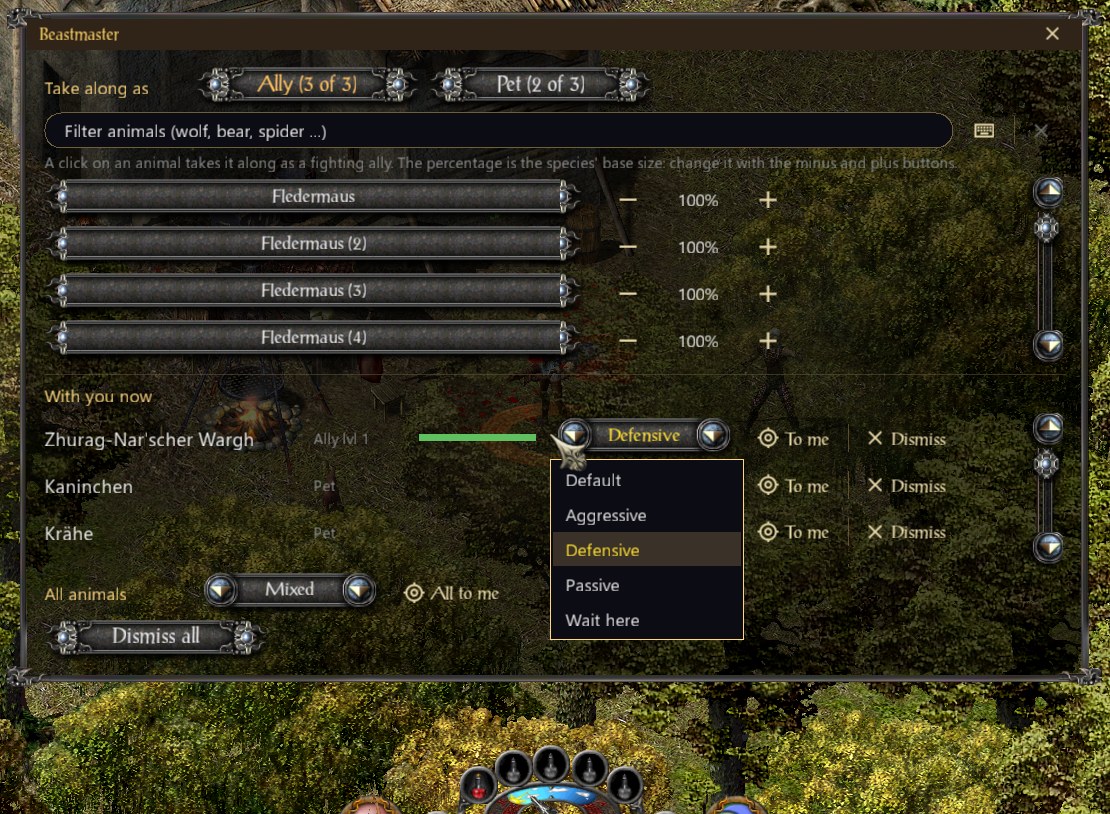 Beastmaster
Take along as Ally (3 of 3) Pet (2 of 3)
Filter animals (wolf, bear, spider ...)
A click on an animal takes it along as a fighting ally. The percentage is the species' base size: change it with the minus and plus buttons.
Fledermaus − 100% +
Fledermaus (2) − 100% +
Fledermaus (3) − 100% +
Fledermaus (4) − 100% +
With you now
Zhurag-Nar'scher Wargh Ally lvl 1 Defensive To me Dismiss
Default
Kaninchen Pet To me Dismiss
Aggressive
Krähe Pet To me Dismiss
Defensive
Passive
All animals Mixed All to me
Wait here
Dismiss all